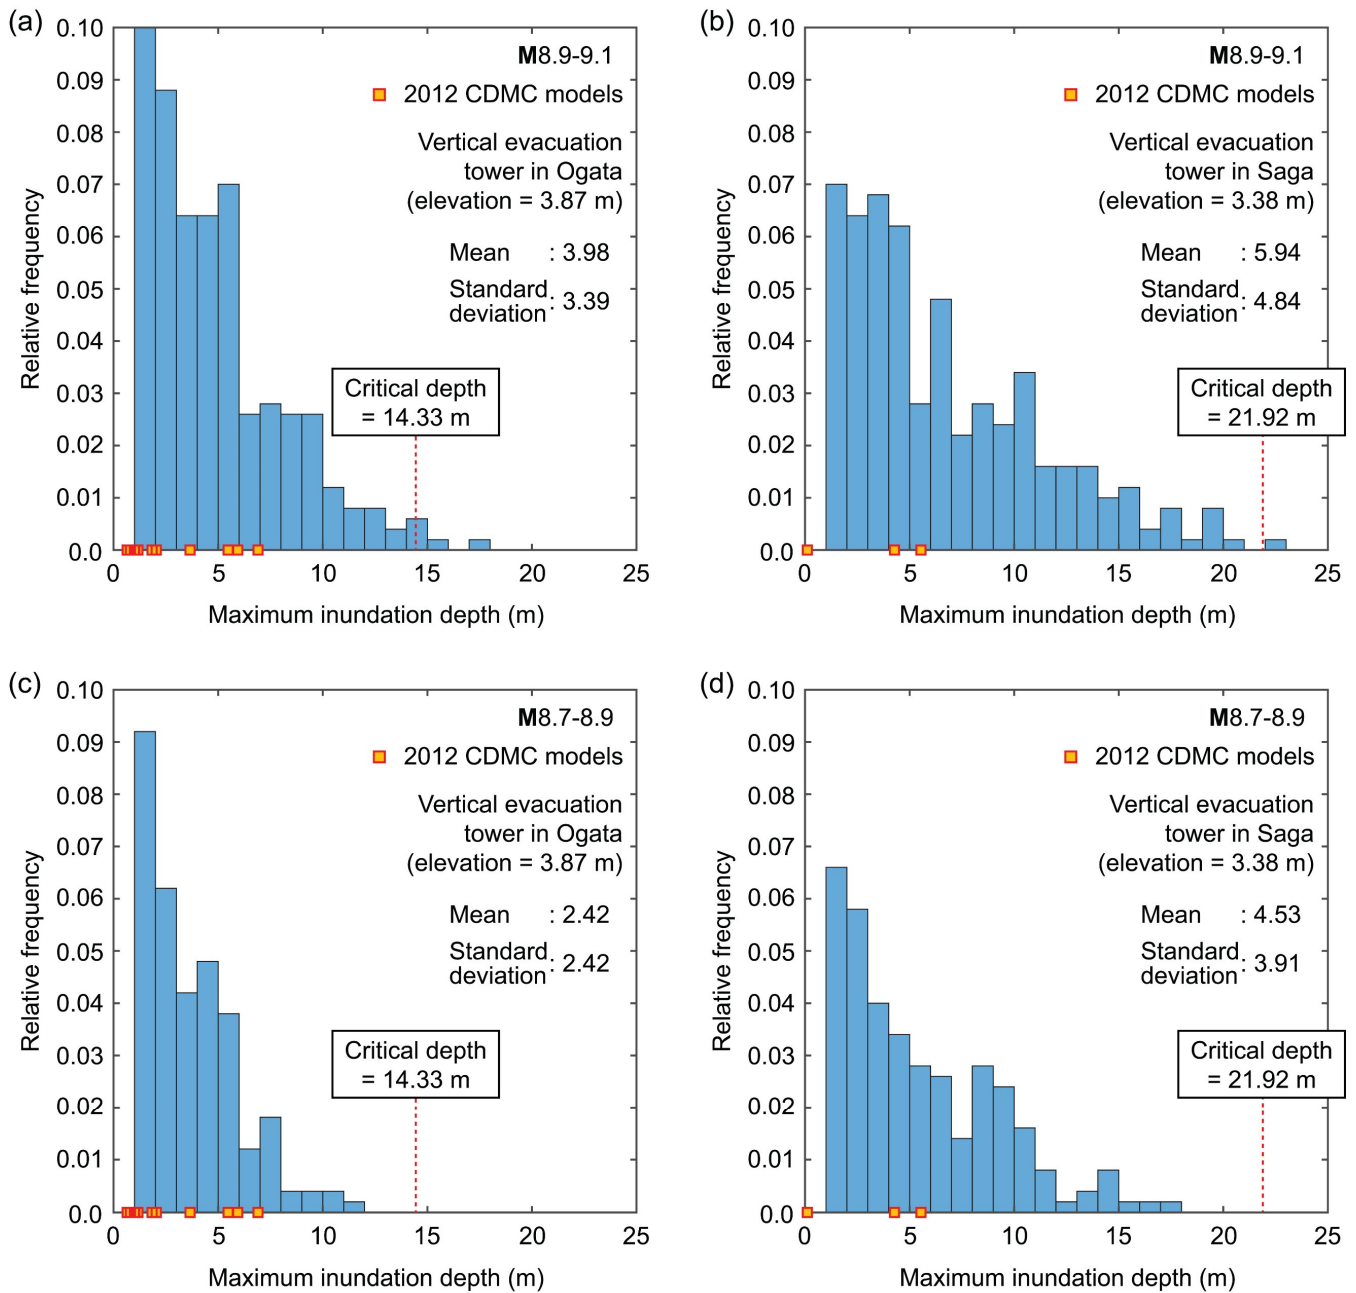 (a)
0.10
0.09
0.08
0.07
0.06
0.05
0.04
0.03
0.02
0.01
0.0
Relative frequency
M8.9-9.1
2012 CDMC models
Vertical evacuation
tower in Ogata
(elevation = 3.87 m)
Mean : 3.98
Standard
deviation : 3.39
Critical depth
= 14.33 m
0 5 10 15 20 25
Maximum inundation depth (m)
(b)
0.10
0.09
0.08
0.07
0.06
0.05
0.04
0.03
0.02
0.01
0.0
Relative frequency
M8.9-9.1
2012 CDMC models
Vertical evacuation
tower in Saga
(elevation = 3.38 m)
Mean : 5.94
Standard
deviation : 4.84
Critical depth
= 21.92 m
0 5 10 15 20 25
Maximum inundation depth (m)
(c)
0.10
0.09
0.08
0.07
0.06
0.05
0.04
0.03
0.02
0.01
0.0
Relative frequency
M8.7-8.9
2012 CDMC models
Vertical evacuation
tower in Ogata
(elevation = 3.87 m)
Mean : 2.42
Standard
deviation : 2.42
Critical depth
= 14.33 m
0 5 10 15 20 25
Maximum inundation depth (m)
(d)
0.10
0.09
0.08
0.07
0.06
0.05
0.04
0.03
0.02
0.01
0.0
Relative frequency
M8.7-8.9
2012 CDMC models
Vertical evacuation
tower in Saga
(elevation = 3.38 m)
Mean : 4.53
Standard
deviation : 3.91
Critical depth
= 21.92 m
0 5 10 15 20 25
Maximum inundation depth (m)